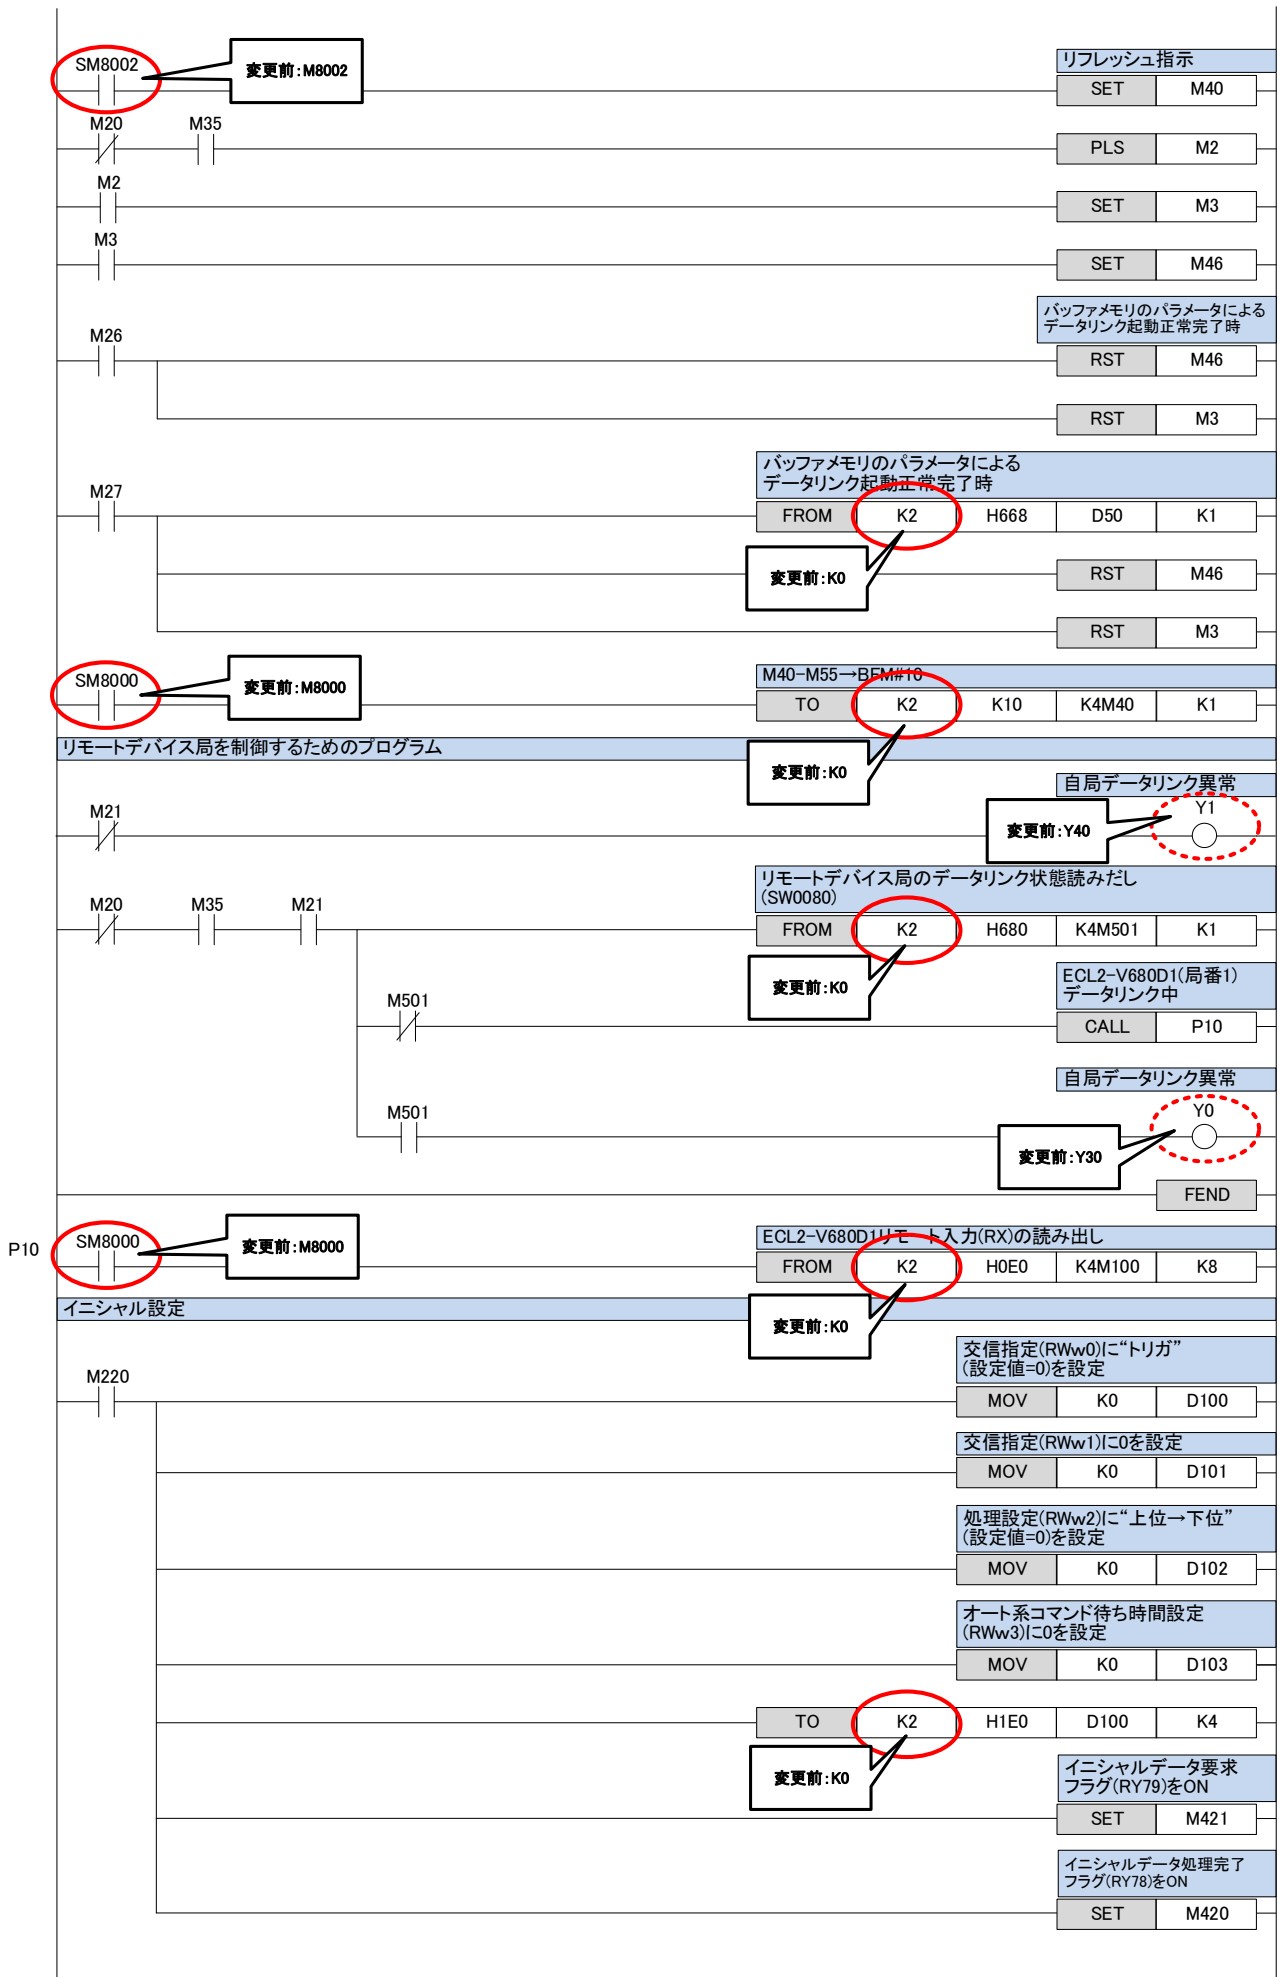 SM8002
変更前:M8002
リフレッシュ指示
SET M40
M20 M35
PLS M2
M2
SET M3
M3
SET M46
バッファメモリのパラメータによる
データリンク起動正常完了時
M26
RST M46
RST M3
バッファメモリのパラメータによる
データリンク起動正常完了時
M27
FROM K2 H668 D50 K1
変更前:K0
RST M46
RST M3
SM8000
変更前:M8000
M40-M55→BFM#10
TO K2 K10 K4M40 K1
リモートデバイス局を制御するためのプログラム
変更前:K0
自局データリンク異常
M21
変更前:Y40
Y1
リモートデバイス局のデータリンク状態読みだし
(SW0080)
M20 M35 M21
FROM K2 H680 K4M501 K1
変更前:K0
ECL2-V680D1(局番1)
データリンク中
M501
CALL P10
自局データリンク異常
M501
変更前:Y30
Y0
FEND
P10
SM8000
変更前:M8000
ECL2-V680D1リモート入力(RX)の読み出し
FROM K2 H0E0 K4M100 K8
イニシャル設定
変更前:K0
交信指定(RWw0)に“トリガ”
(設定値=0)を設定
M220
MOV K0 D100
交信指定(RWw1)に0を設定
MOV K0 D101
処理設定(RWw2)に“上位→下位”
(設定値=0)を設定
MOV K0 D102
オート系コマンド待ち時間設定
(RWw3)に0を設定
MOV K0 D103
TO K2 H1E0 D100 K4
変更前:K0
イニシャルデータ要求
フラグ(RY79)をON
SET M421
イニシャルデータ処理完了
フラグ(RY78)をON
SET M420